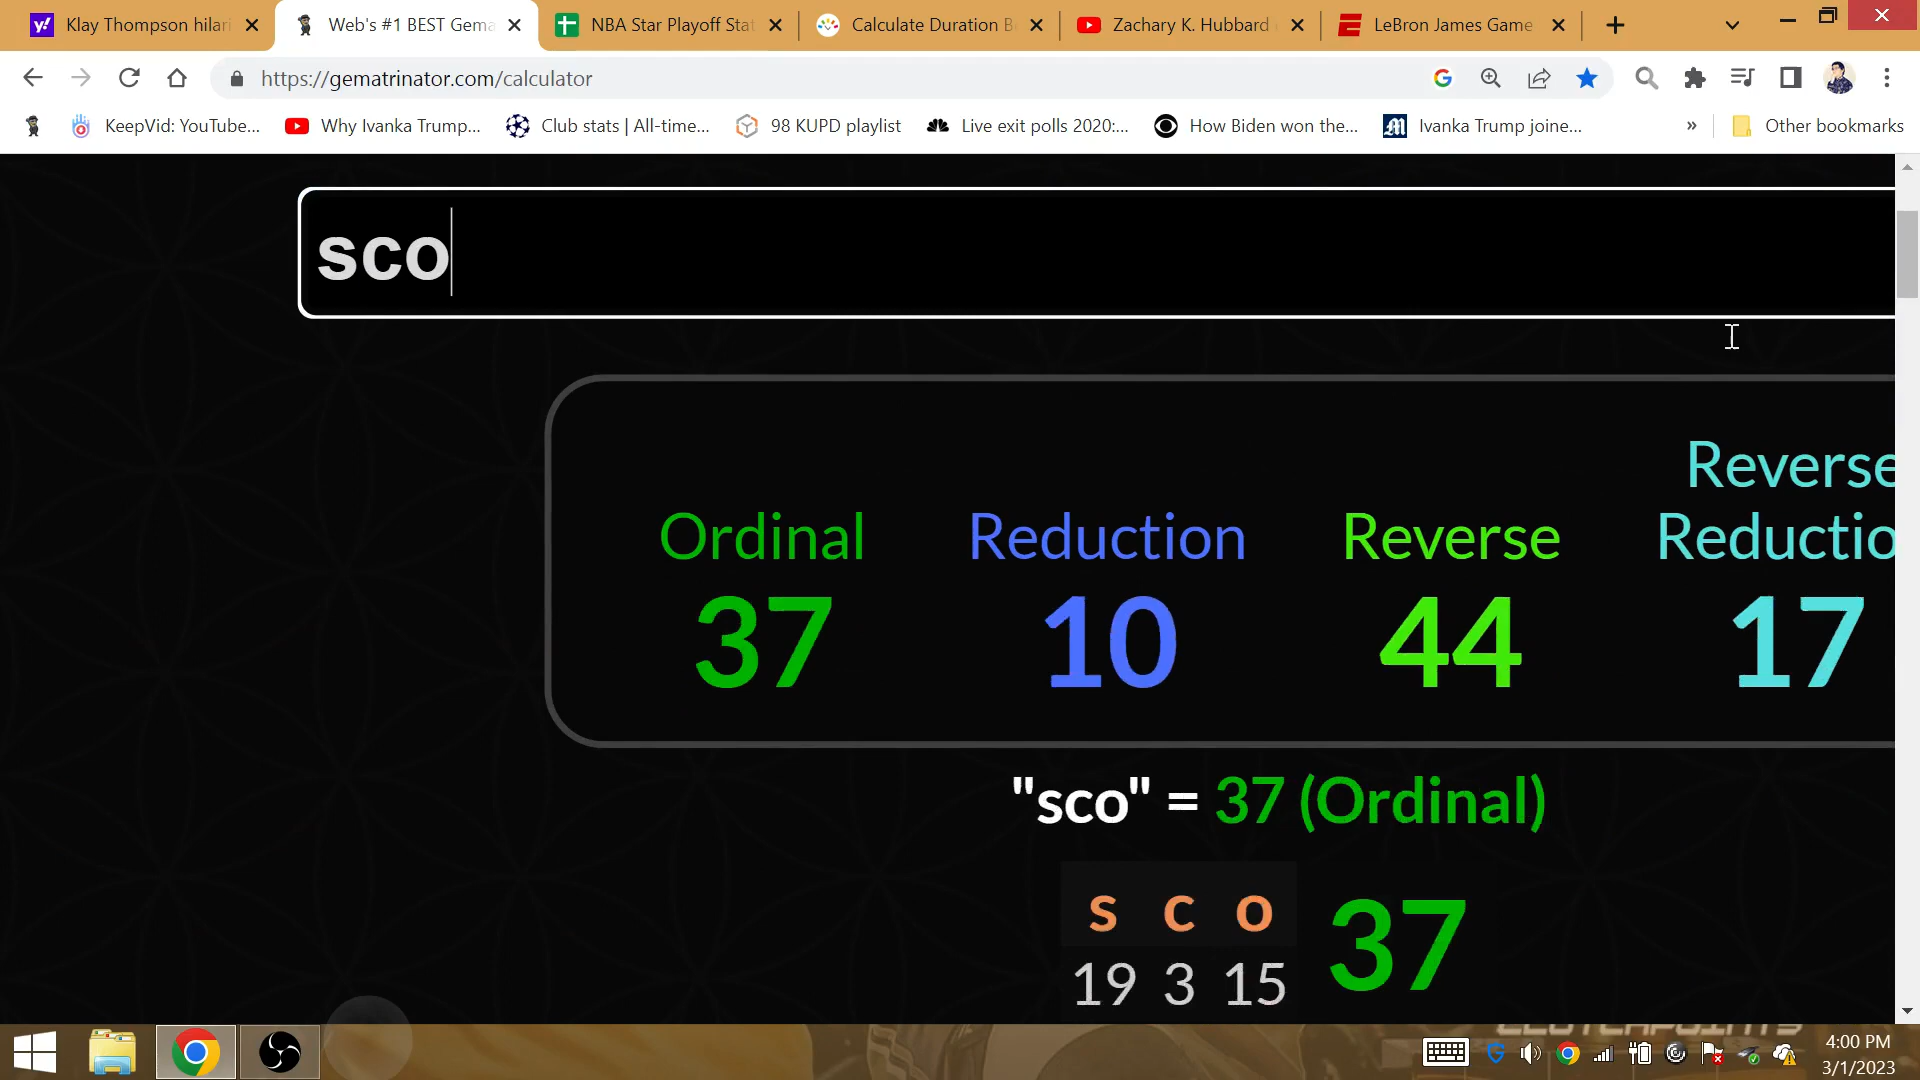 Klay Thompson hilari
Web's #1 BEST Gema
NBA Star Playoff Stat
Calculate Duration B
Zachary K. Hubbard
LeBron James Game
https://gematrinator.com/calculator
KeepVid: YouTube...
Why Ivanka Trump...
Club stats | All-time...
98 KUPD playlist
Live exit polls 2020:...
How Biden won the...
Ivanka Trump joine...
»
Other bookmarks
sco
Ordinal
37
Reduction
10
Reverse
44
Reverse
Reductio
17
"sco" = 37 (Ordinal)
s c o
19 3 15
37
CLUTCHPOINTS
4:00 PM
3/1/2023